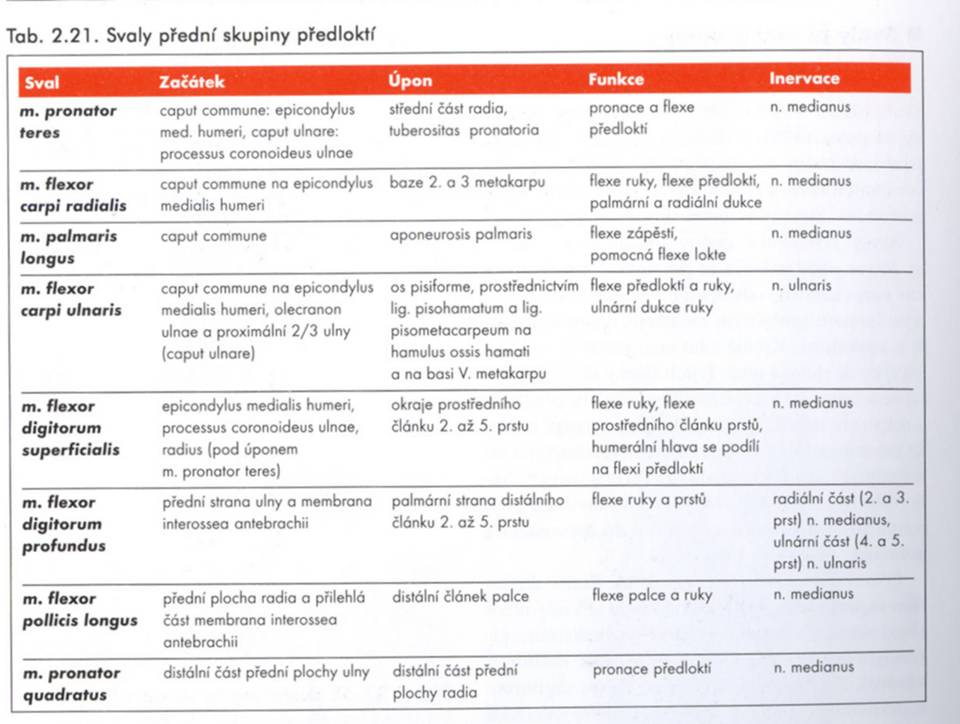 Tab. 2.21. Svaly přední skupiny předloktí
Sval Začátek Úpon Funkce Inervace
m. pronator teres
caput commune: epicondylus
med. humeri, caput ulnare:
processus coronoideus ulnae
střední část radia,
tuberositas pronatoria
pronace a flexe
předloktí
n. medianus
m. flexor
carpi radialis
caput commune na epicondylus
medialis humeri
baze 2. a 3 metakarpu
flexe ruky, flexe předloktí,
palmární a radiální dukce
n. medianus
m. palmaris
longus
caput commune
aponeurosis palmaris
flexe zápěstí,
pomocná flexe lokte
n. medianus
m. flexor
carpi ulnaris
caput commune na epicondylus
medialis humeri, olecranon
ulnae a proximální 2/3 ulny
(caput ulnare)
os pisiforme, prostřednictvím
lig. pisohamatum a lig.
pisometacarpeum na
hamulus ossis hamati
a na basi V. metakarpu
flexe předloktí a ruky,
ulnární dukce ruky
n. ulnaris
m. flexor
digitorum
superficialis
epicondylus medialis humeri,
processus coronoideus ulnae,
radius (pod úponem
m. pronator teres)
okraje prostředního
článku 2. až 5. prstu
flexe ruky, flexe
prostředního článku prstů,
humerální hlava se podílí
na flexi předloktí
n. medianus
m. flexor
digitorum
profundus
přední strana ulny a membrana
interossea antebrachii
palmární strana distálního
článku 2. až 5. prstu
flexe ruky a prstů
radiální část (2. a 3.
prst) n. medianus,
ulnární část (4. a 5.
prst) n. ulnaris
m. flexor
pollicis longus
přední plocha radia a přilehlá
část membrana interossea
antebrachii
distální článek palce
flexe palce a ruky
n. medianus
m. pronator
quadratus
distální část přední plochy ulny
distální část přední
plochy radia
pronace předloktí
n. medianus